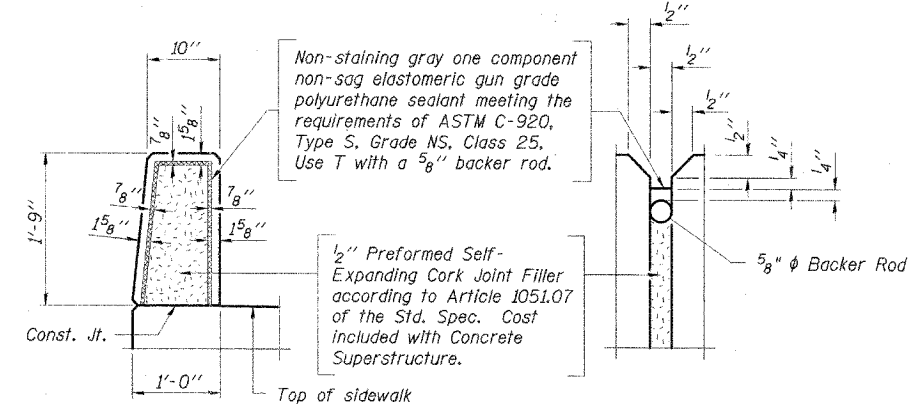 10"
Non-staining gray one component
non-sag elastomeric gun grade
polyurethane sealant meeting the
requirements of ASTM C-920,
Type S, Grade NS, Class 25,
Use T with a 5/8" backer rod.
7/8"
1 5/8"
1'-9"
7/8"
7/8"
1 5/8"
1 5/8"
Const. Jt.
1'-0"
Top of sidewalk
1/2" Preformed Self-
Expanding Cork Joint Filler
according to Article 1051.07
of the Std. Spec. Cost
included with Concrete
Superstructure.
1/2"
1/2"
1/2"
1/2"
1/4"
1/4"
5/8" ϕ Backer Rod